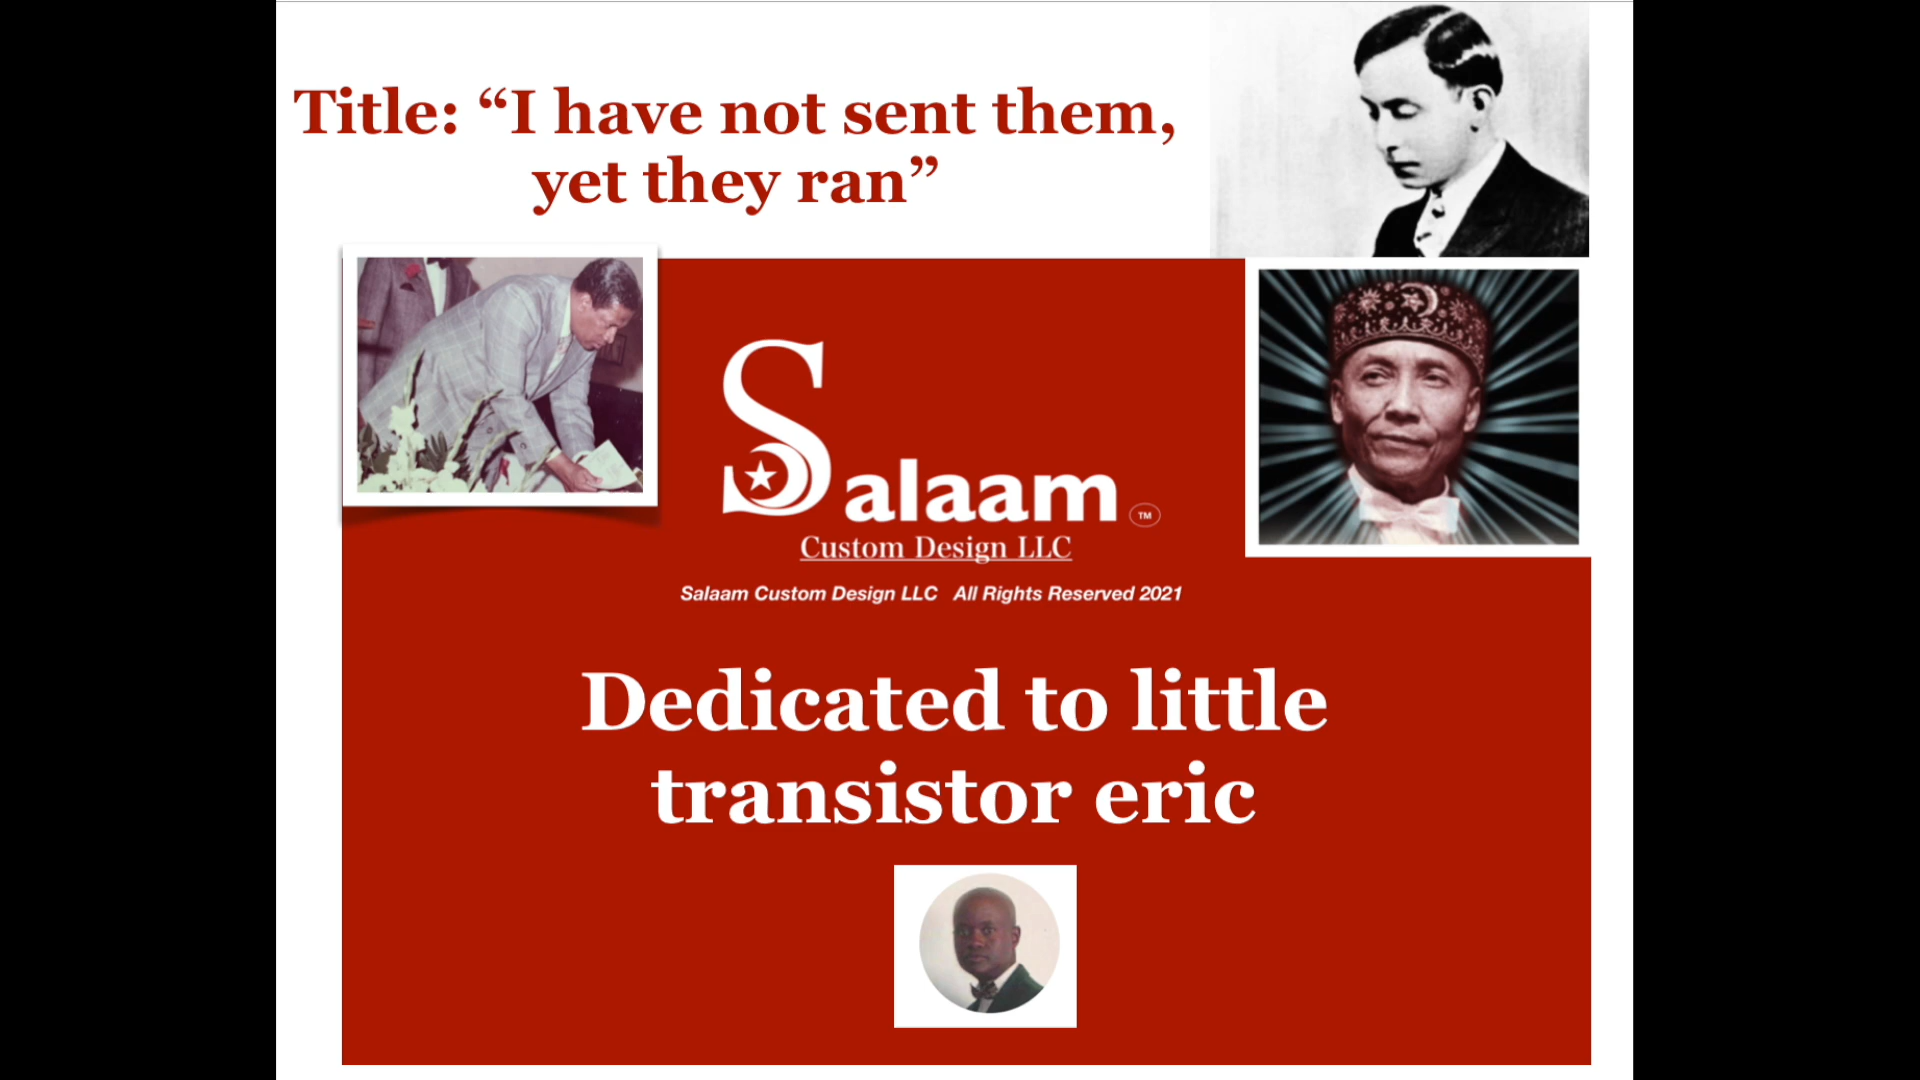 Title: “I have not sent them,
yet they ran”
Salaam TM
Custom Design LLC
Salaam Custom Design LLC All Rights Reserved 2021
Dedicated to little
transistor eric